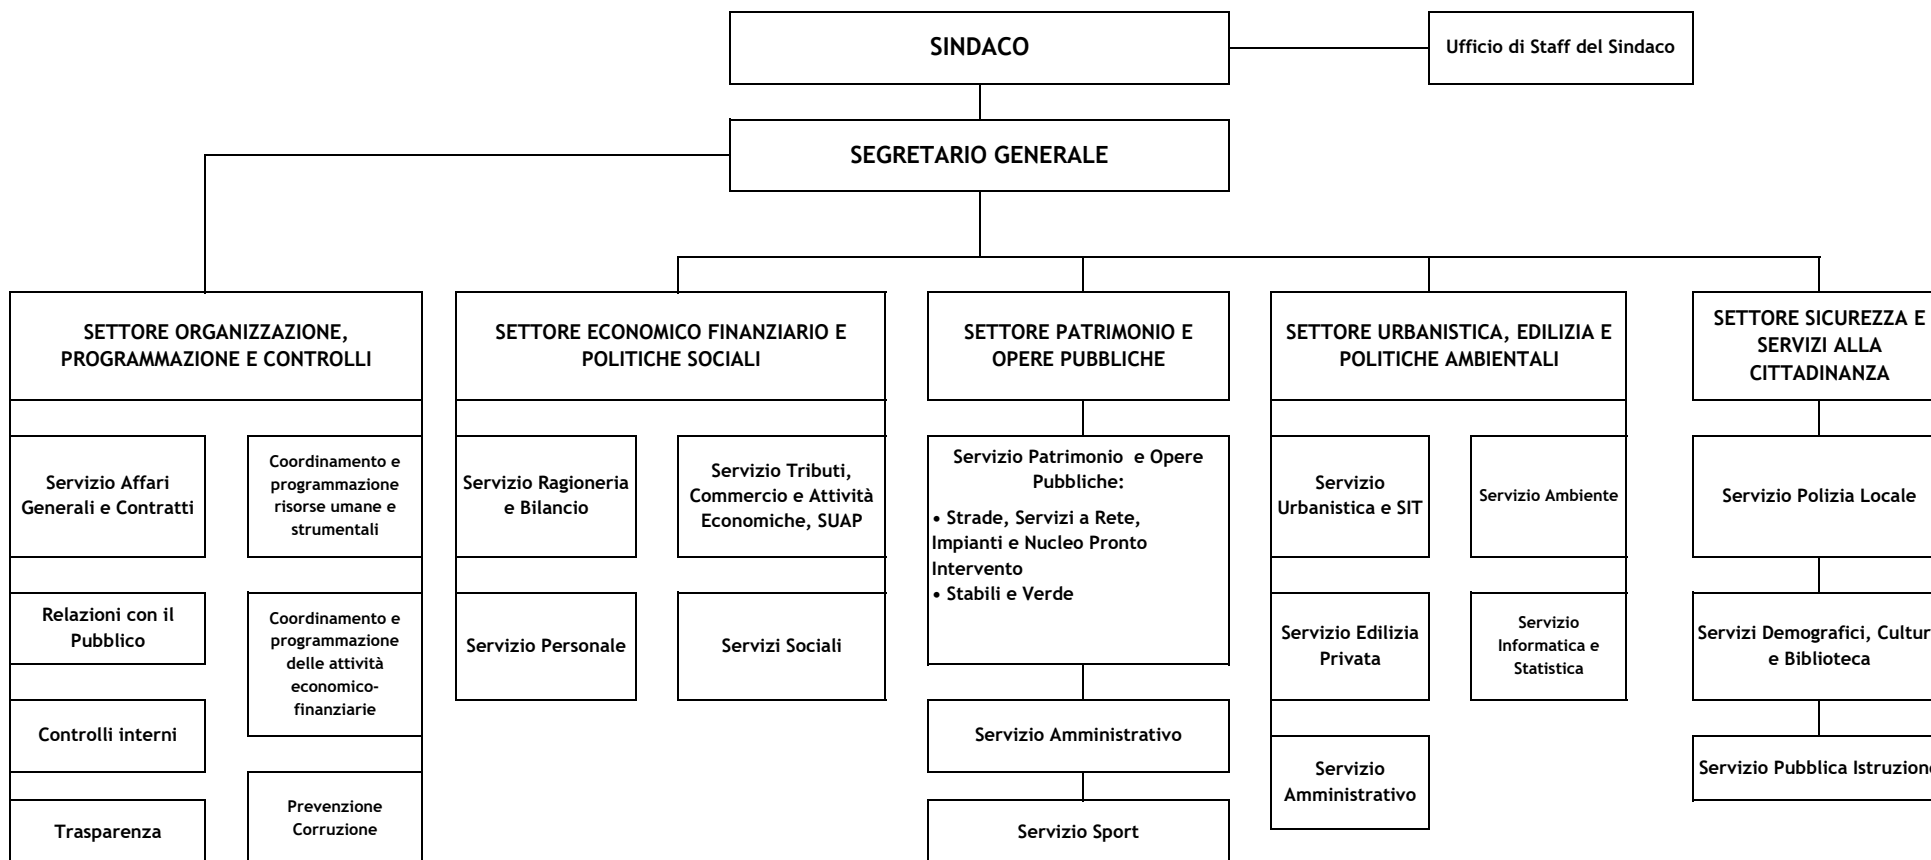 SINDACO
Ufficio di Staff del Sindaco
SEGRETARIO GENERALE
SETTORE ORGANIZZAZIONE,
PROGRAMMAZIONE E CONTROLLI
Servizio Affari
Generali e Contratti
Coordinamento e
programmazione
risorse umane e
strumentali
Relazioni con il
Pubblico
Coordinamento e
programmazione
delle attività
economico-
finanziarie
Controlli interni
Trasparenza
Prevenzione
Corruzione
SETTORE ECONOMICO FINANZIARIO E
POLITICHE SOCIALI
Servizio Ragioneria
e Bilancio
Servizio Tributi,
Commercio e Attività
Economiche, SUAP
Servizio Personale
Servizi Sociali
SETTORE PATRIMONIO E
OPERE PUBBLICHE
Servizio Patrimonio e Opere
Pubbliche:
• Strade, Servizi a Rete,
Impianti e Nucleo Pronto
Intervento
• Stabili e Verde
Servizio Amministrativo
Servizio Sport
SETTORE URBANISTICA, EDILIZIA E
POLITICHE AMBIENTALI
Servizio
Urbanistica e SIT
Servizio Ambiente
Servizio Edilizia
Privata
Servizio
Informatica e
Statistica
Servizio
Amministrativo
SETTORE SICUREZZA E
SERVIZI ALLA
CITTADINANZA
Servizio Polizia Locale
Servizi Demografici, Cultur
e Biblioteca
Servizio Pubblica Istruzione